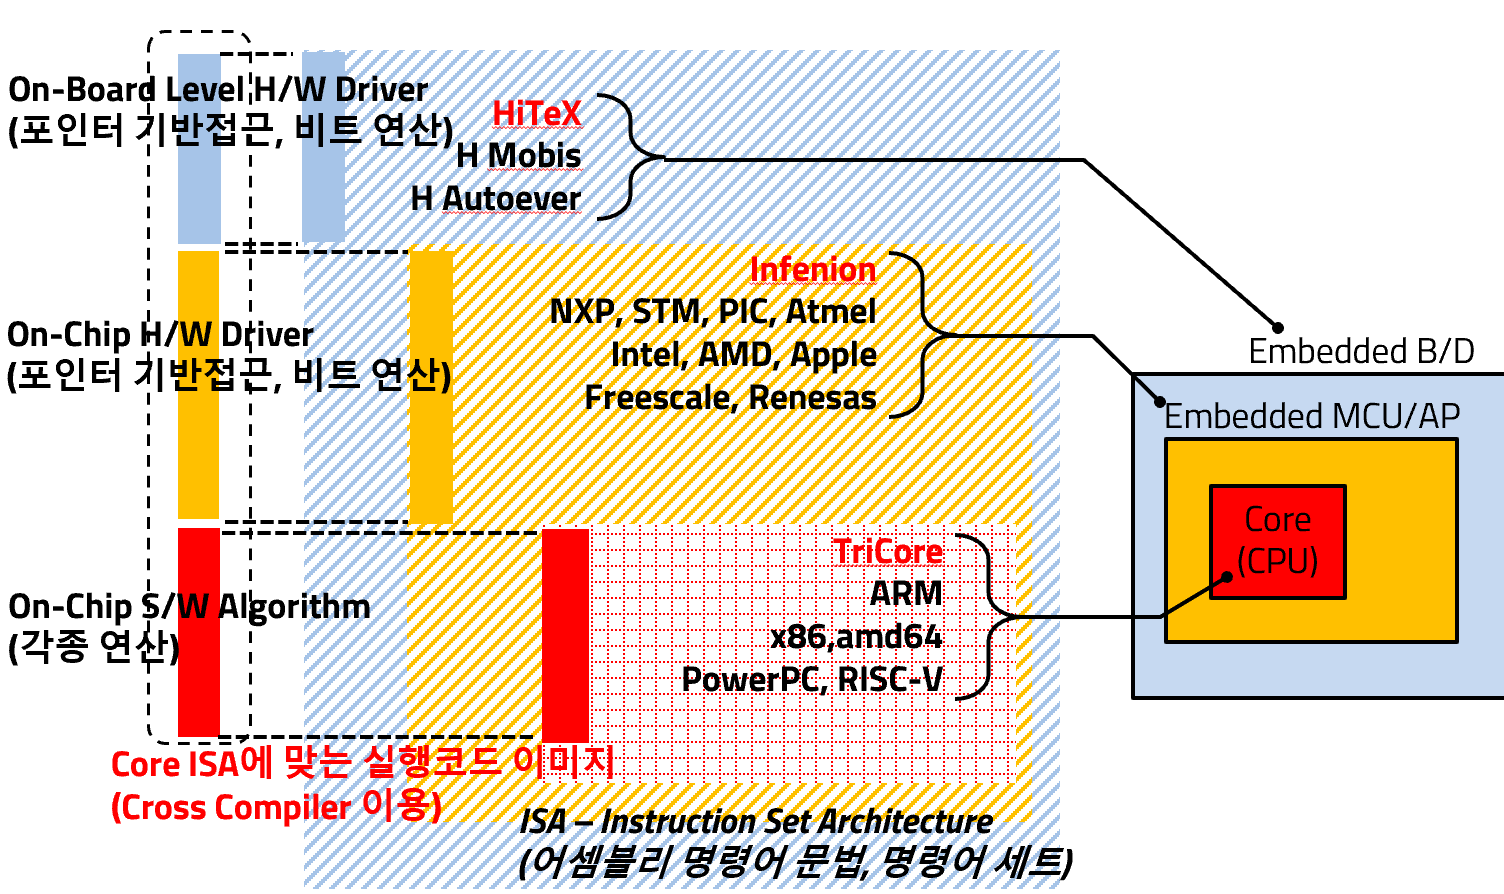 On-Board Level H/W Driver
(포인터 기반접근, 비트 연산)
HiTeX
H Mobis
H Autoever
On-Chip H/W Driver
(포인터 기반접근, 비트 연산)
Infenion
NXP, STM, PIC, Atmel
Intel, AMD, Apple
Freescale, Renesas
Embedded B/D
Embedded MCU/AP
Core
(CPU)
On-Chip S/W Algorithm
(각종 연산)
TriCore
ARM
x86,amd64
PowerPC, RISC-V
Core ISA에 맞는 실행코드 이미지
(Cross Compiler 이용)
ISA – Instruction Set Architecture
(어셈블리 명령어 문법, 명령어 세트)